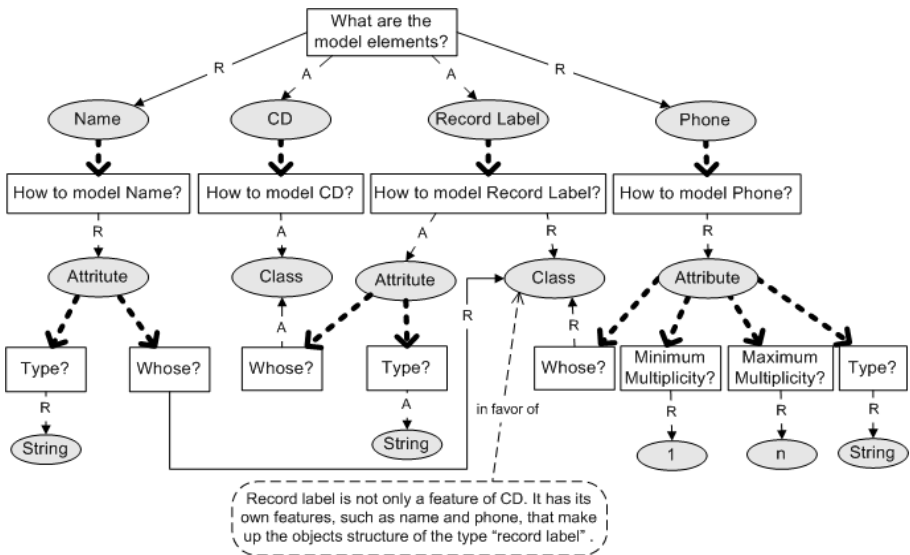 What are the
model elements?
R
A
A
R
Name
CD
Record Label
Phone
How to model Name?
How to model CD?
How to model Record Label?
How to model Phone?
R
A
A
R
R
Attritute
Class
Attritute
Class
Attribute
A
R
R
Type?
Whose?
Whose?
Type?
Whose?
Minimum
Multiplicity?
Maximum
Multiplicity?
Type?
R
A
in favor of
R
R
R
String
String
1
n
String
Record label is not only a feature of CD. It has its
own features, such as name and phone, that make
up the objects structure of the type “record label” .